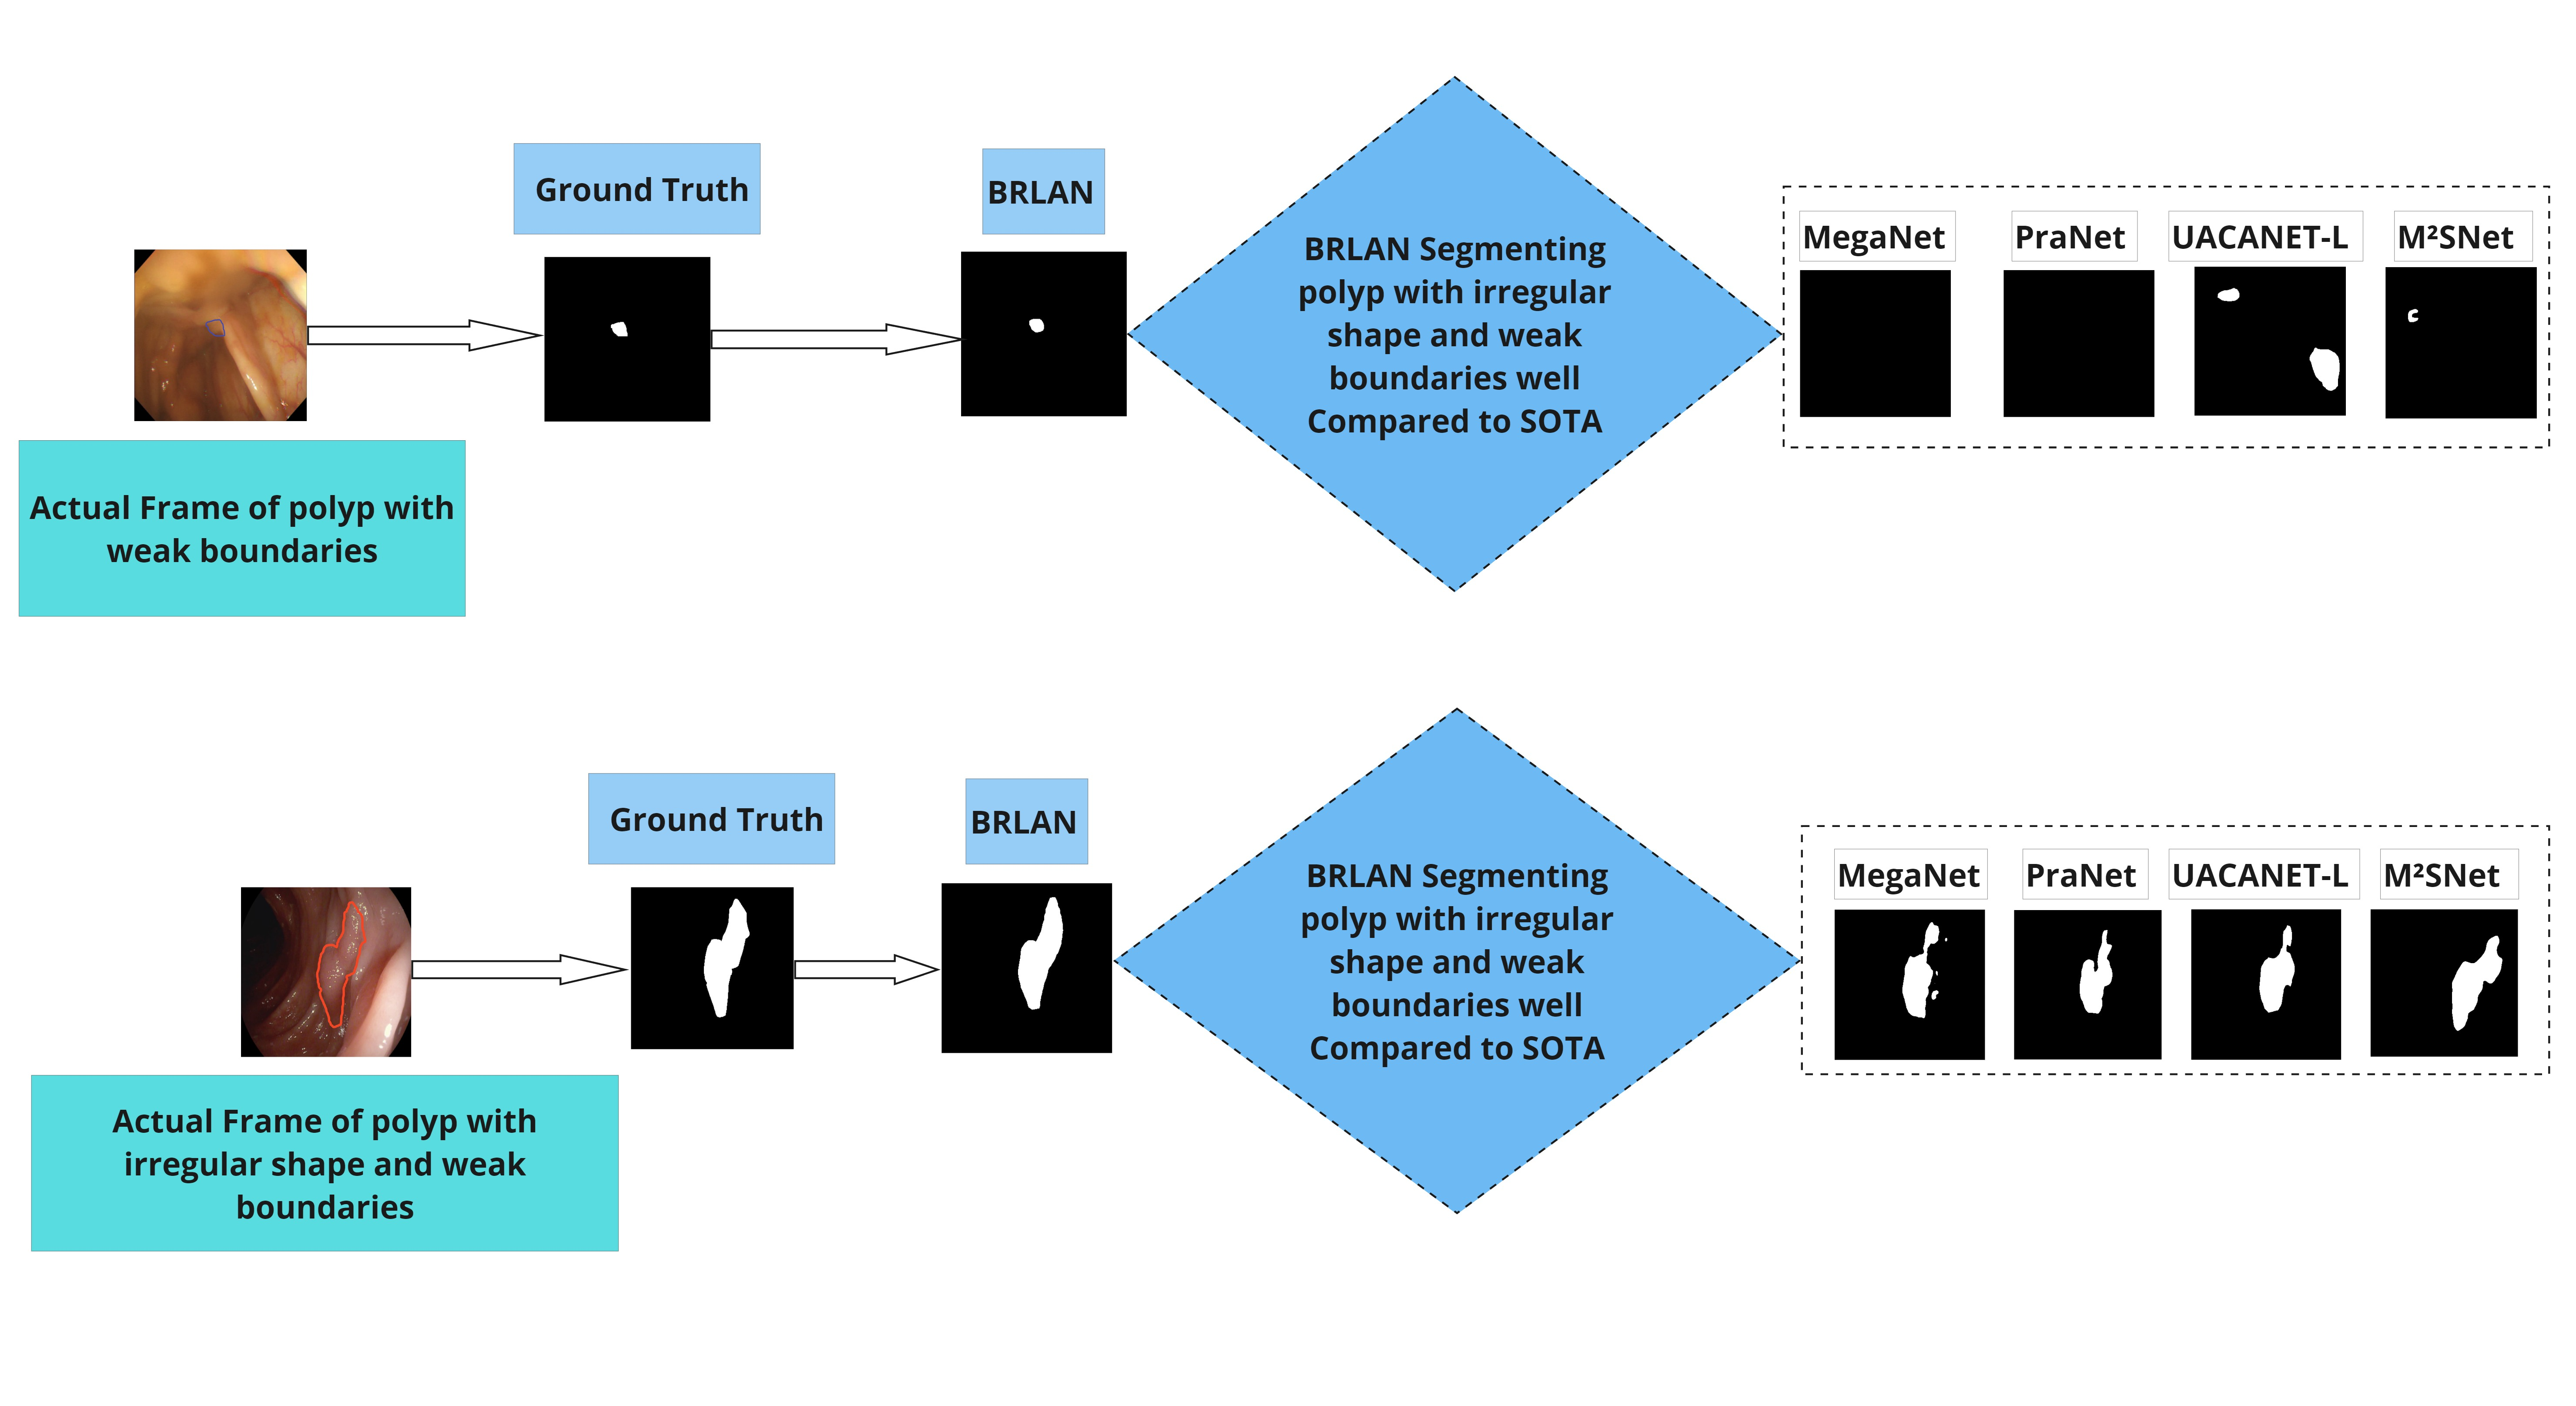 Ground Truth
BRLAN
BRLAN Segmenting
polyp with irregular
shape and weak
boundaries well
Compared to SOTA
MegaNet
PraNet
UACANET-L
M²SNet
Actual Frame of polyp with
weak boundaries
Ground Truth
BRLAN
BRLAN Segmenting
polyp with irregular
shape and weak
boundaries well
Compared to SOTA
MegaNet
PraNet
UACANET-L
M²SNet
Actual Frame of polyp with
irregular shape and weak
boundaries